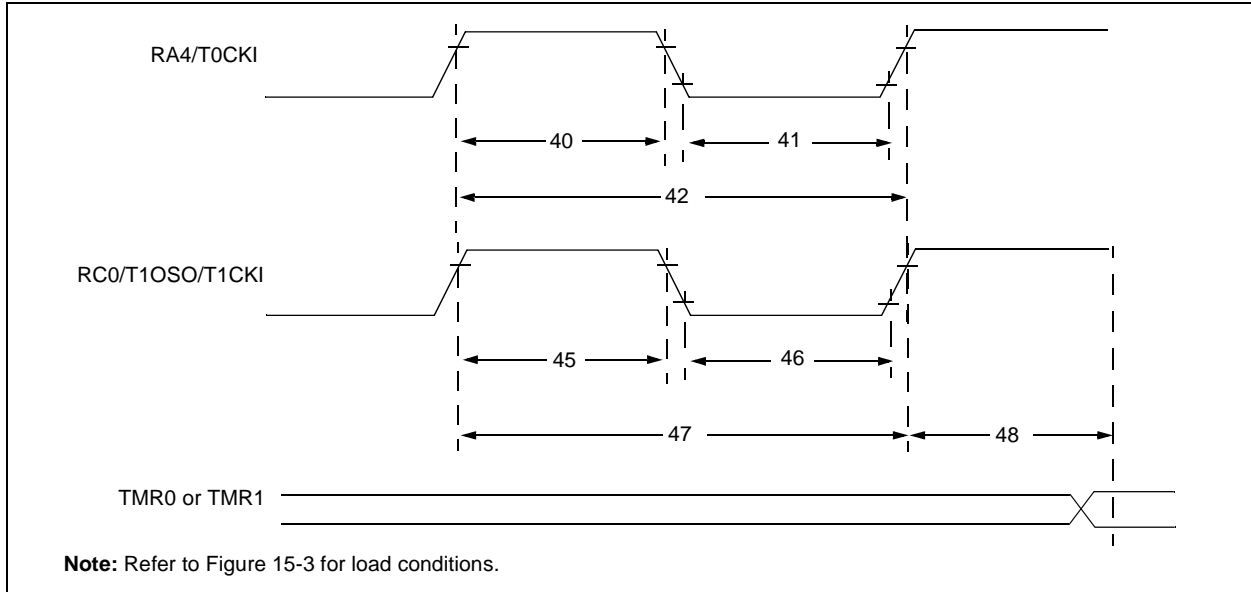 RA4/T0CKI
40
41
42
RC0/T1OSO/T1CKI
45
46
47
48
TMR0 or TMR1
Note: Refer to Figure 15-3 for load conditions.